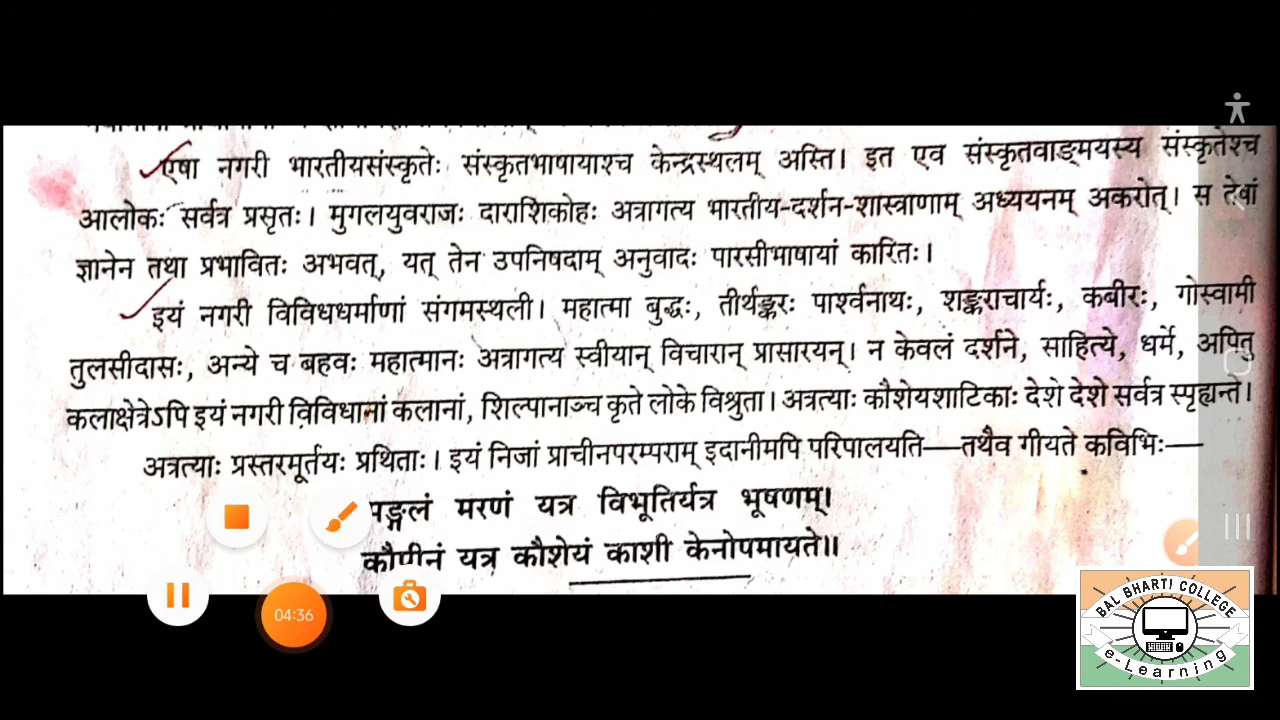 एषा नगरी भारतीयसंस्कृतेः संस्कृतभाषायाश्च केन्द्रस्थलम् अस्ति। इत एव संस्कृतवाङ्मयस्य संस्कृतेश्च
आलोकः सर्वत्र प्रसृतः। मुगलयुवराजः दाराशिकोहः अत्रागत्य भारतीय-दर्शन-शास्त्राणाम् अध्ययनम् अकरोत्। स तेषां
ज्ञानेन तथा प्रभावितः अभवत्, यत् तेन उपनिषदाम् अनुवादः पारसीभाषायां कारितः।
इयं नगरी विविधधर्माणां संगमस्थली। महात्मा बुद्धः, तीर्थङ्करः पार्श्वनाथः, शङ्कराचार्यः, कबीरः, गोस्वामी
तुलसीदासः, अन्ये च बहवः महात्मानः अत्रागत्य स्वीयान् विचारान् प्रासारयन्। न केवलं दर्शने, साहित्ये, धर्मे, अपितु
कलाक्षेत्रेऽपि इयं नगरी विविधानां कलानां, शिल्पानाञ्च कृते लोके विश्रुता। अत्रत्याः कौशेयशाटिकाः देशे देशे सर्वत्र स्पृह्यन्ते।
अत्रत्याः प्रस्तरमूर्तयः प्रथिताः। इयं निजां प्राचीनपरम्पराम् इदानीमपि परिपालयति—तथैव गीयते कविभिः—
मरणं यत्र विभूतिर्यत्र भूषणम्।
कौपीनं यत्र कौशेयं काशी केनोपमीयते॥
04:36
BAL BHARTI COLLEGE
e-Learning